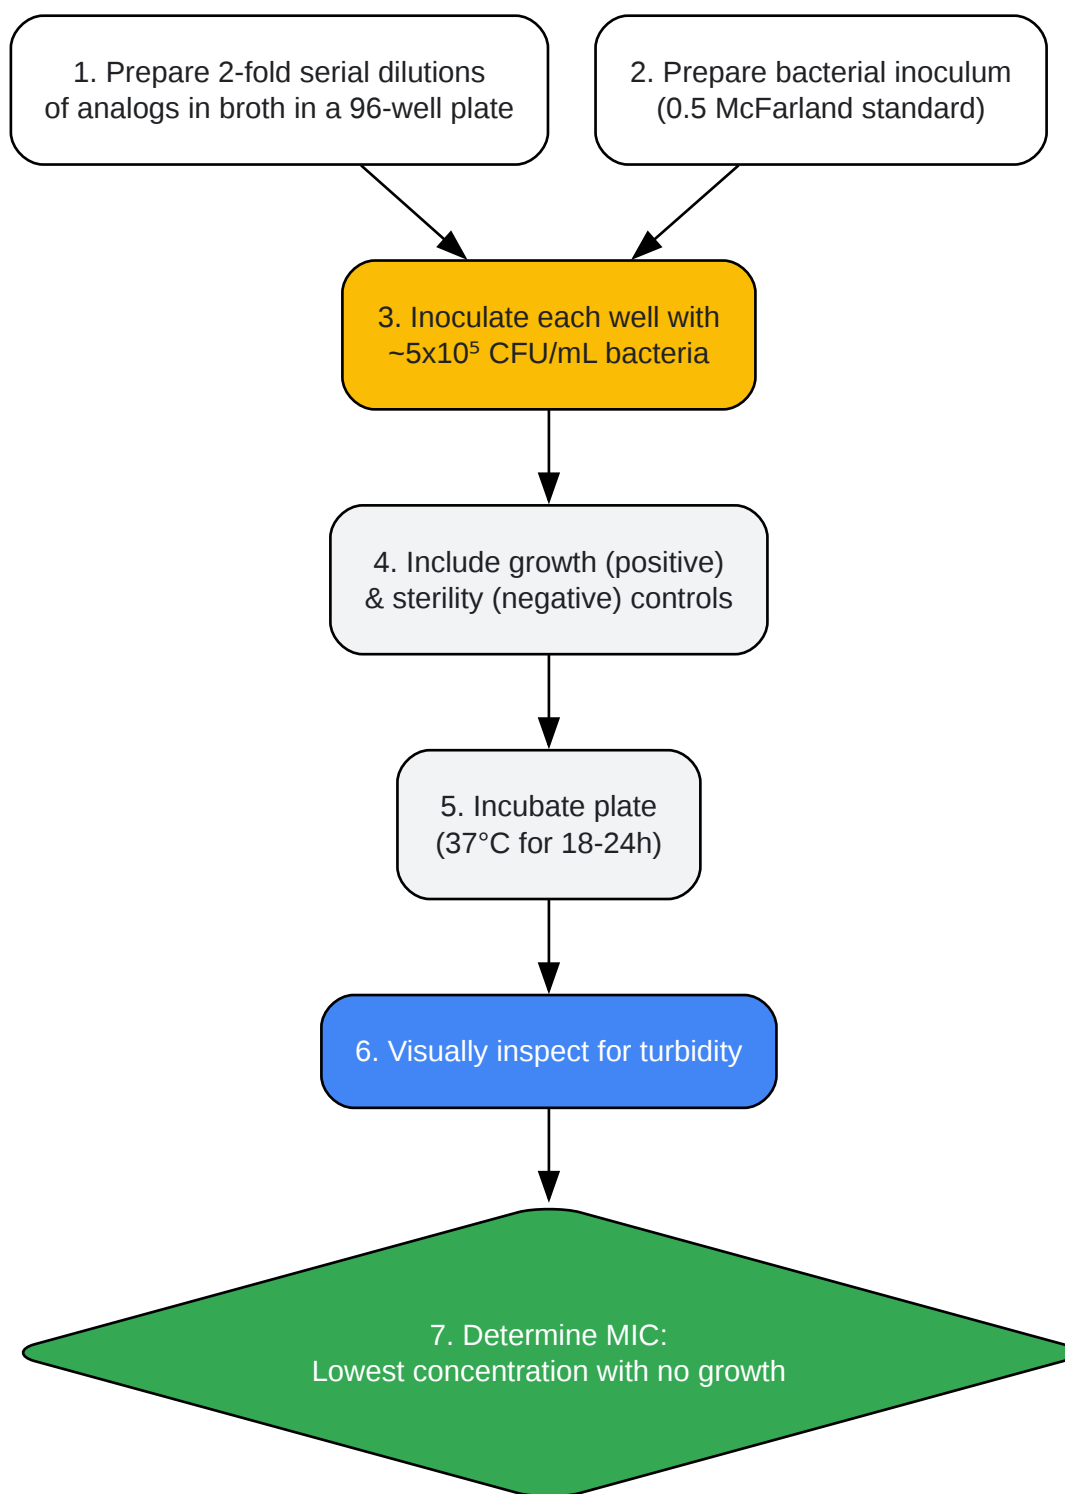 1. Prepare 2-fold serial dilutions
of analogs in broth in a 96-well plate
2. Prepare bacterial inoculum
(0.5 McFarland standard)
3. Inoculate each well with
~5x10⁵ CFU/mL bacteria
4. Include growth (positive)
& sterility (negative) controls
5. Incubate plate
(37°C for 18-24h)
6. Visually inspect for turbidity
7. Determine MIC:
Lowest concentration with no growth